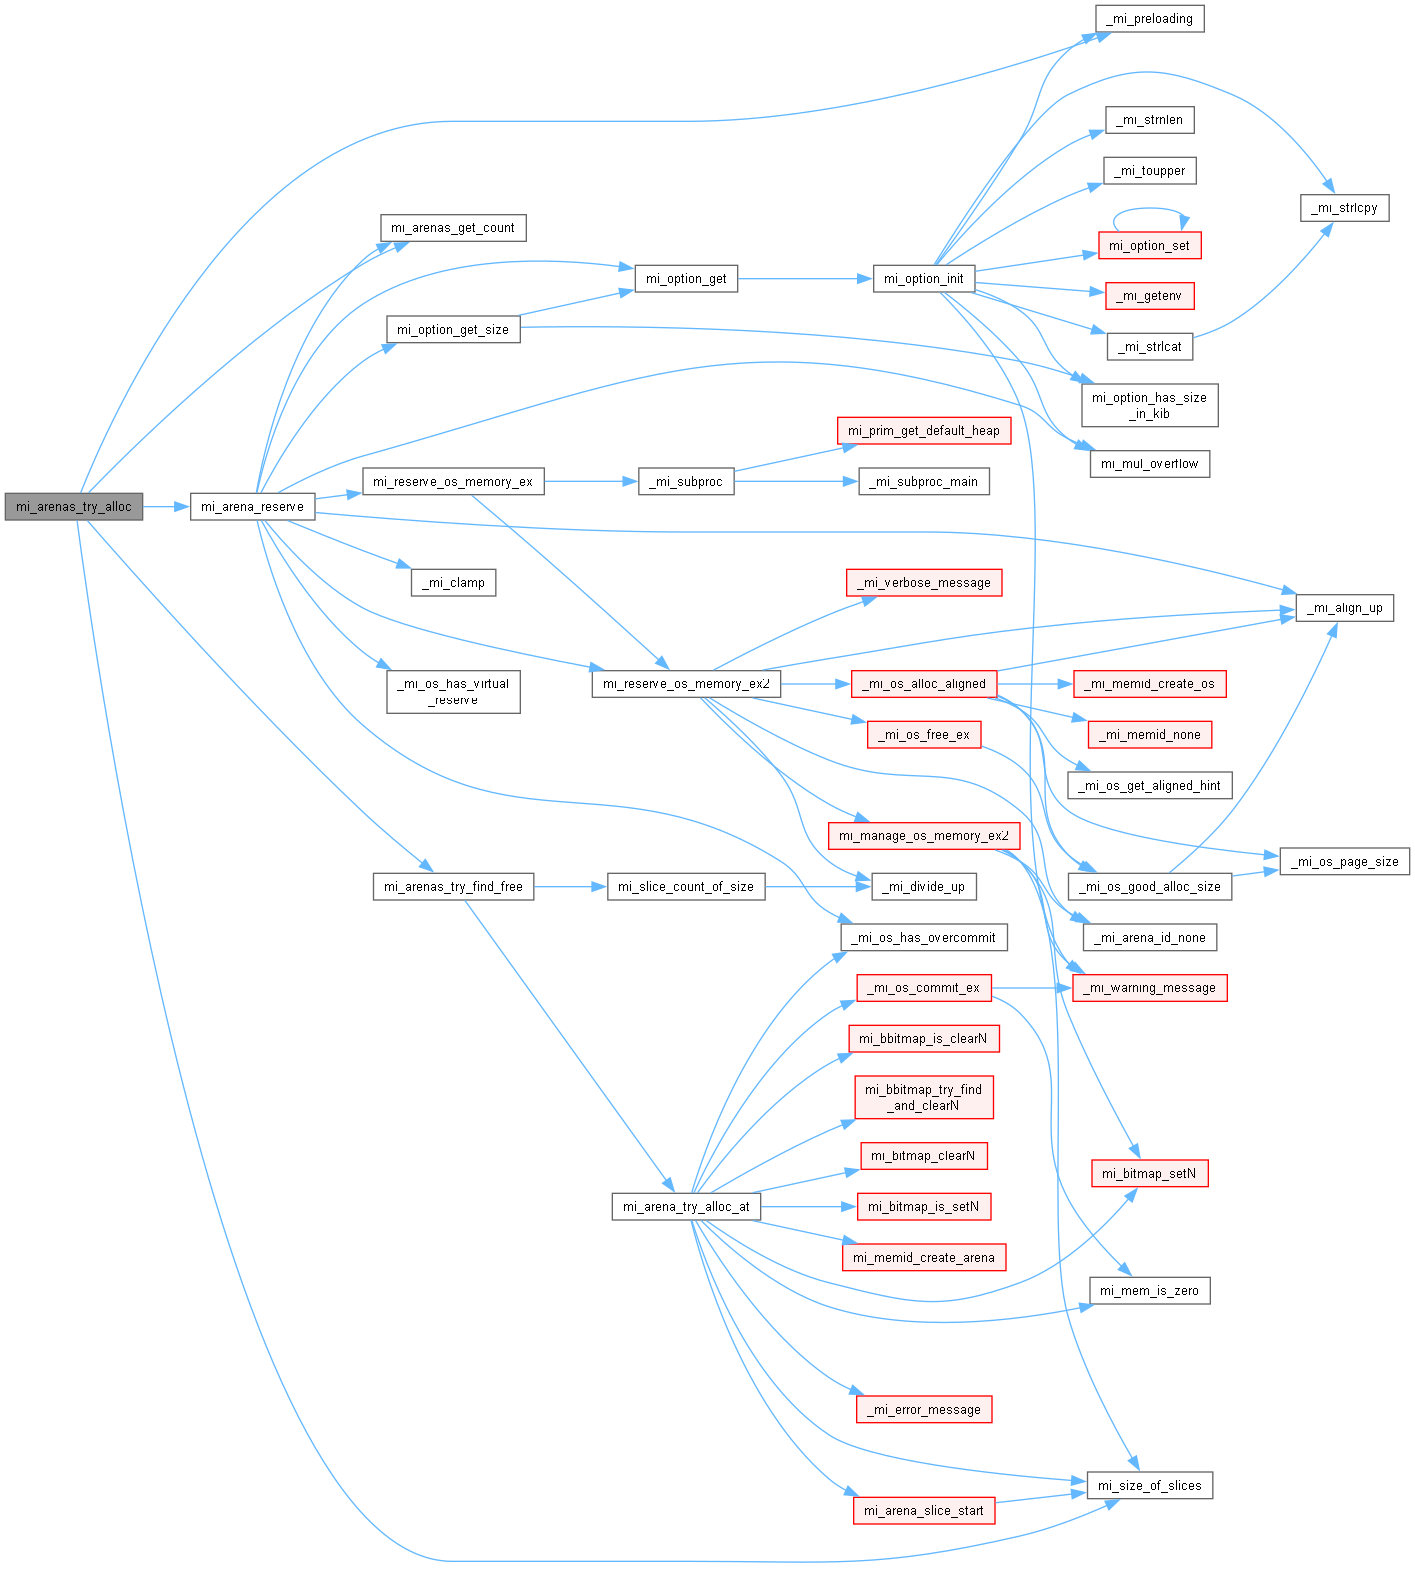 _mi_preloading
_mi_strnlen
_mi_toupper
_mi_strlcpy
mi_arenas_get_count
mi_option_set
mi_option_get
mi_option_init
_mi_getenv
mi_option_get_size
_mi_strlcat
mi_option_has_size
_in_kib
mi_prim_get_default_heap
mi_mul_overflow
mi_reserve_os_memory_ex
_mi_subproc
_mi_subproc_main
mi_arenas_try_alloc
mi_arena_reserve
_mi_clamp
_mi_verbose_message
_mi_align_up
_mi_os_has_virtual
_reserve
mi_reserve_os_memory_ex2
_mi_os_alloc_aligned
_mi_memid_create_os
_mi_os_free_ex
_mi_memid_none
_mi_os_get_aligned_hint
mi_manage_os_memory_ex2
_mi_os_page_size
mi_arenas_try_find_free
mi_slice_count_of_size
_mi_divide_up
_mi_os_good_alloc_size
_mi_os_has_overcommit
_mi_arena_id_none
_mi_os_commit_ex
_mi_warning_message
mi_bbitmap_is_clearN
mi_bbitmap_try_find
_and_clearN
mi_bitmap_clearN
mi_bitmap_setN
mi_arena_try_alloc_at
mi_bitmap_is_setN
mi_memid_create_arena
mi_mem_is_zero
_mi_error_message
mi_size_of_slices
mi_arena_slice_start